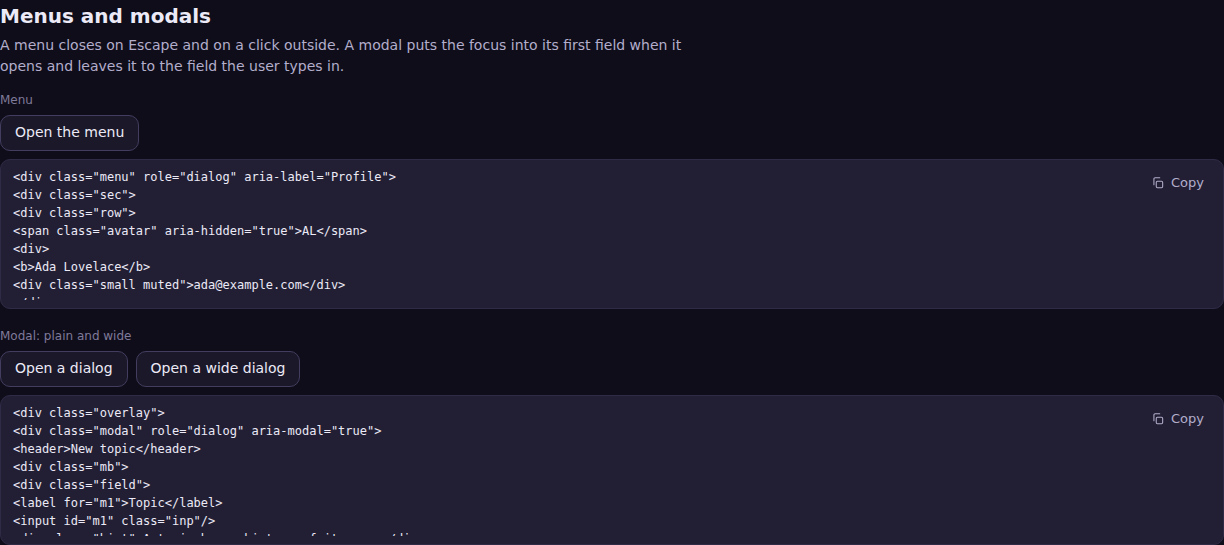 Menus and modals
A menu closes on Escape and on a click outside. A modal puts the focus into its first field when it
opens and leaves it to the field the user types in.
Menu
Open the menu
<div class="menu" role="dialog" aria-label="Profile">
Copy
<div class="sec">
<div class="row">
<span class="avatar" aria-hidden="true">AL</span>
<div>
<b>Ada Lovelace</b>
<div class="small muted">ada@example.com</div>
Modal: plain and wide
Open a dialog
Open a wide dialog
<div class="overlay">
Copy
<div class="modal" role="dialog" aria-modal="true">
<header>New topic</header>
<div class="mb">
<div class="field">
<label for="m1">Topic</label>
<input id="m1" class="inp"/>